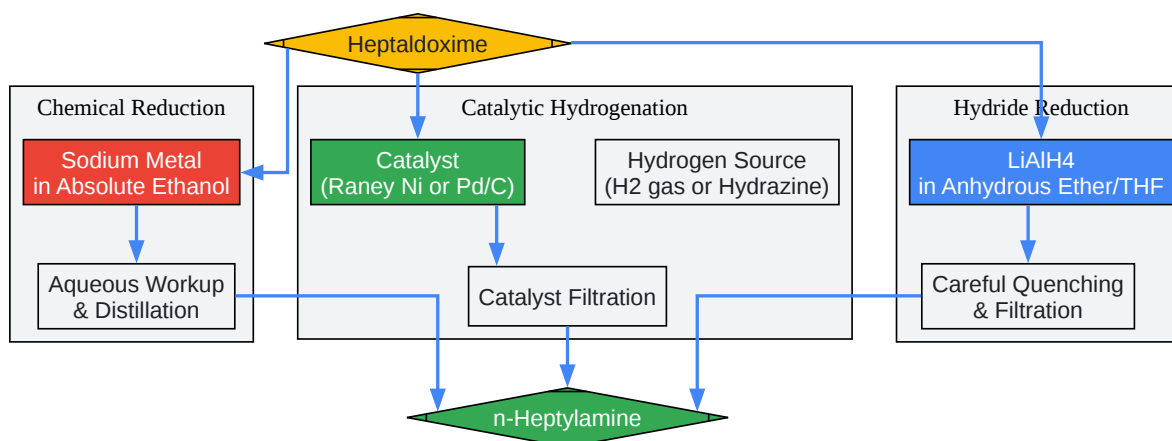 Heptaldoxime
Chemical Reduction
Catalytic Hydrogenation
Hydride Reduction
Sodium Metal
in Absolute Ethanol
Catalyst
(Raney Ni or Pd/C)
Hydrogen Source
(H2 gas or Hydrazine)
LiAlH4
in Anhydrous Ether/THF
Aqueous Workup
& Distillation
Catalyst Filtration
Careful Quenching
& Filtration
n-Heptylamine